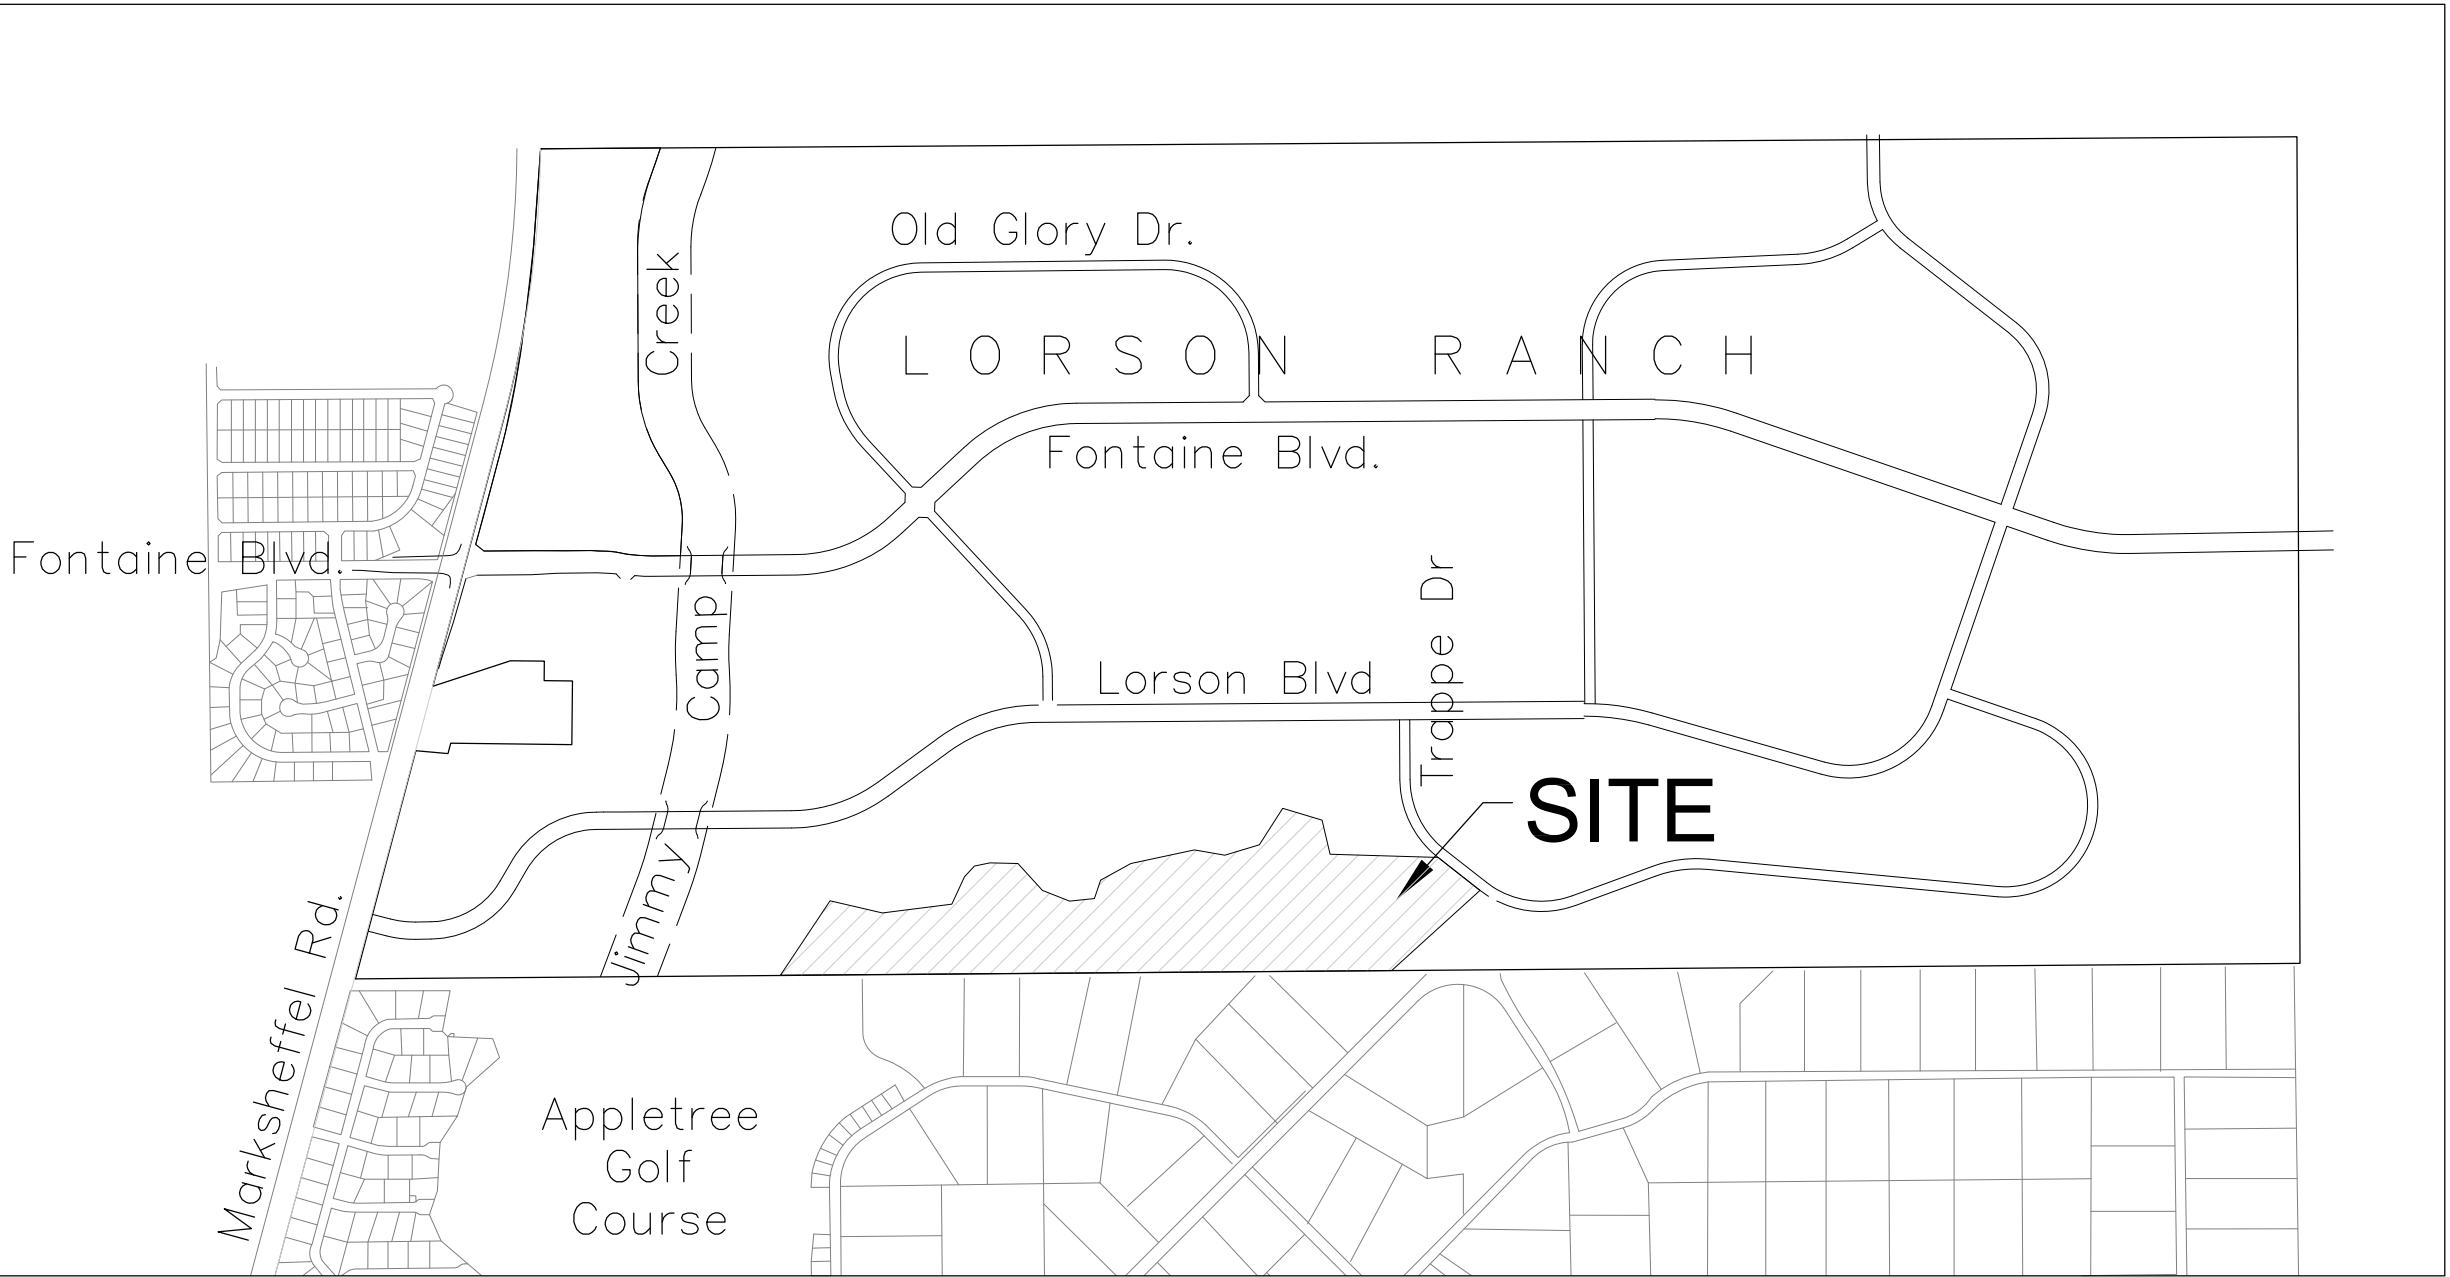 Old Glory Dr.
Creek
LORSON RANCH
Fontaine Blvd.
Fontaine Blvd.
Trappe Dr
Camp
Lorson Blvd
SITE
Jimmy
Marksheffel Rd.
Appletree
Golf
Course